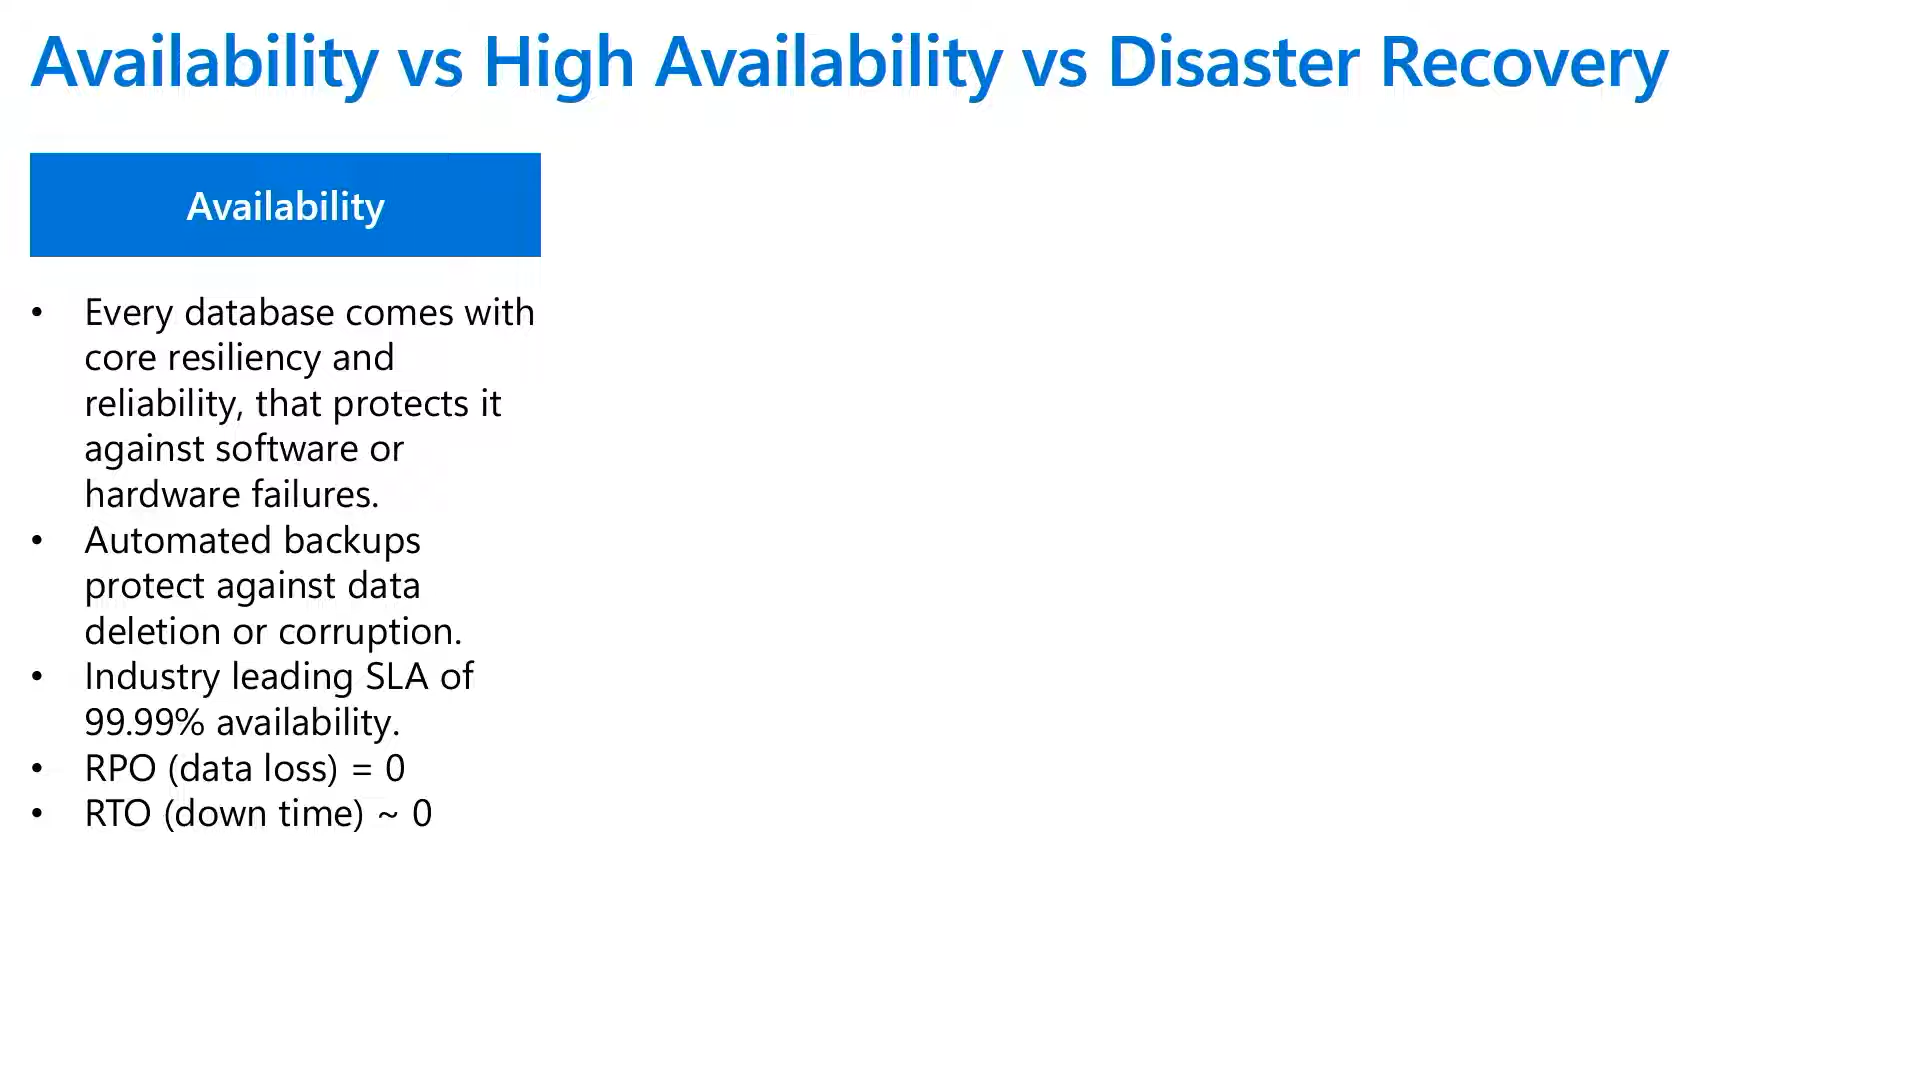 Availability vs High Availability vs Disaster Recovery
Availability
• Every database comes with
core resiliency and
reliability, that protects it
against software or
hardware failures.
• Automated backups
protect against data
deletion or corruption.
• Industry leading SLA of
99.99% availability.
• RPO (data loss) = 0
• RTO (down time) ~ 0